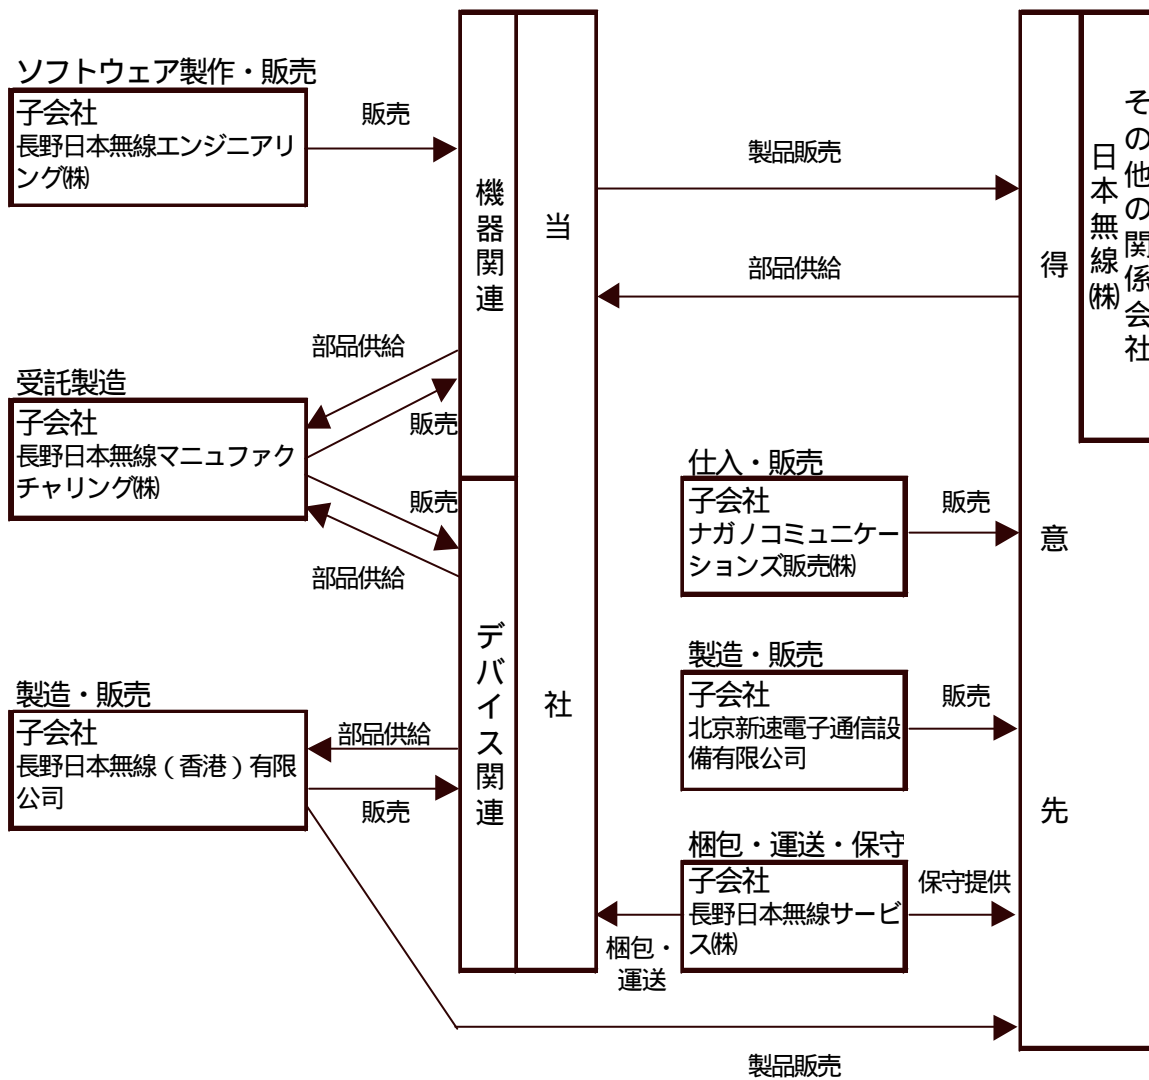 ソフトウェア製作・販売
子会社
長野日本無線エンジニアリ
ング㈱
販売
機器関連
当
社
製品販売
部品供給
得
意
先
日本無線㈱
その他の関係会社
部品供給
販売
受託製造
子会社
長野日本無線マニュファク
チャリング㈱
販売
部品供給
デバイス関連
仕入・販売
子会社
ナガノコミュニケー
ションズ販売㈱
販売
製造・販売
子会社
北京新速電子通信設
備有限公司
販売
製造・販売
子会社
長野日本無線(香港)有限
公司
部品供給
販売
梱包・運送・保守
子会社
長野日本無線サービ
ス㈱
保守提供
梱包・
運送
製品販売